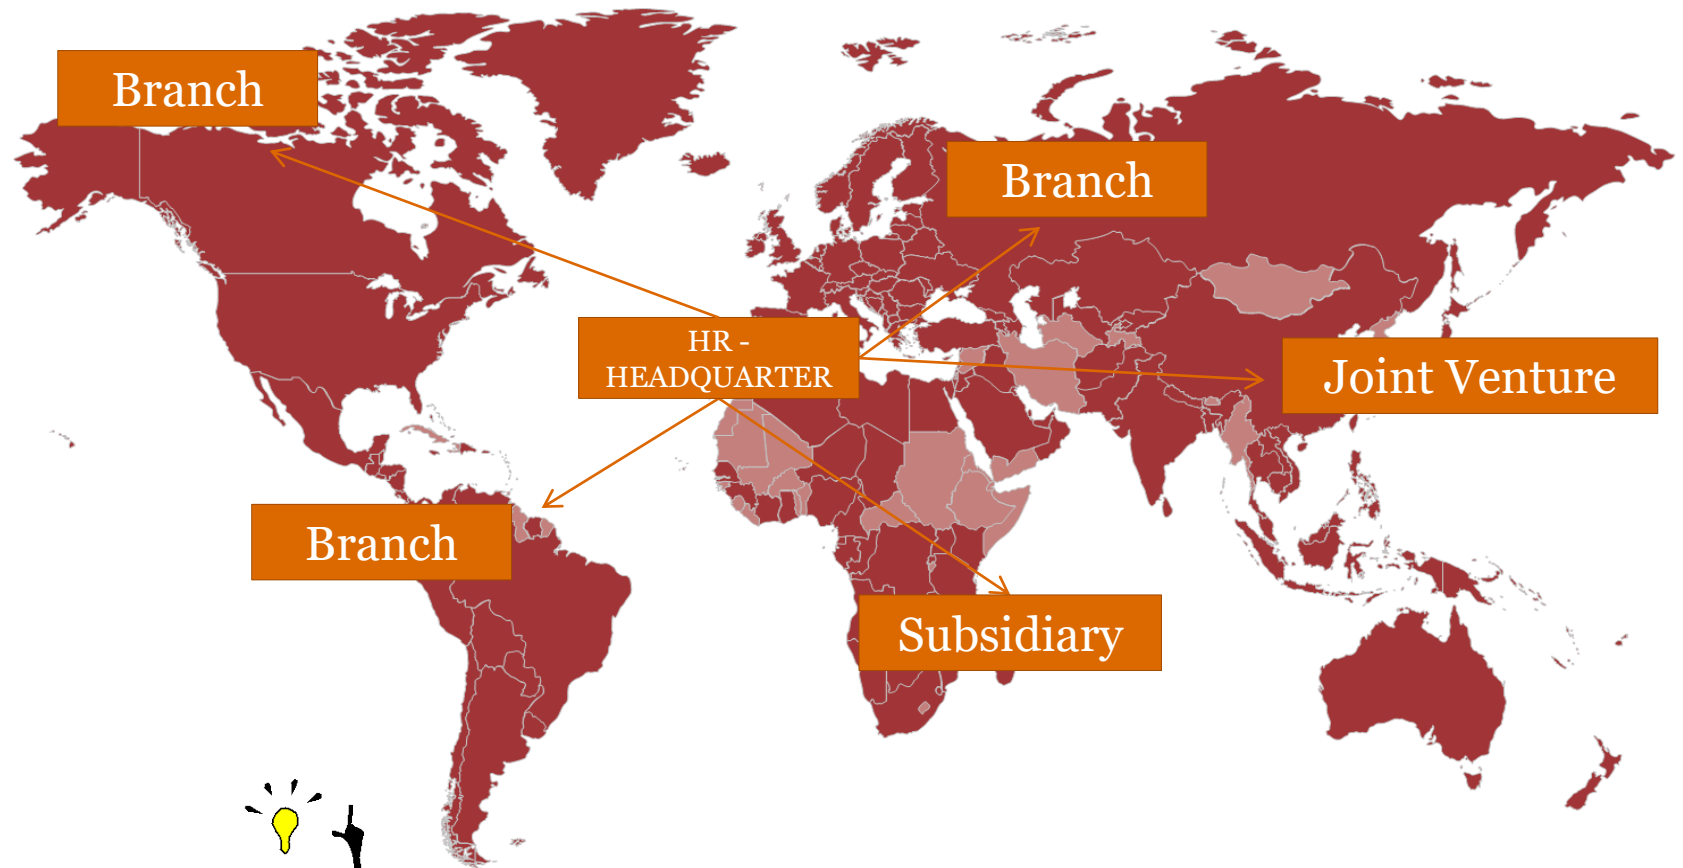 Branch
Branch
HR -
HEADQUARTER
Joint Venture
Branch
Subsidiary